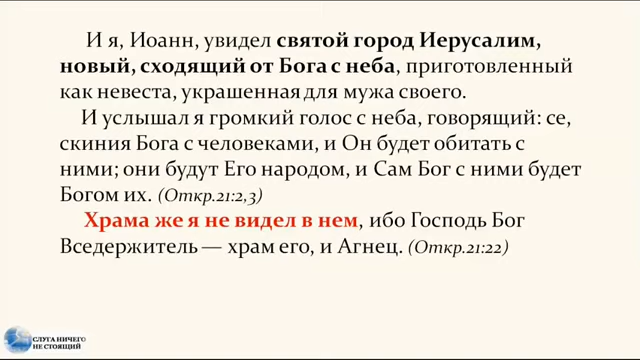 И я, Иоанн, увидел святой город Иерусалим,
новый, сходящий от Бога с неба, приготовленный
как невеста, украшенная для мужа своего.
И услышал я громкий голос с неба, говорящий: се,
скиния Бога с человеками, и Он будет обитать с
ними; они будут Его народом, и Сам Бог с ними будет
Богом их. (Откр.21:2,3)
Храма же я не видел в нем, ибо Господь Бог
Вседержитель — храм его, и Агнец. (Откр.21:22)
СЛУГА НИЧЕГО
НЕ СТОЯЩИЙ